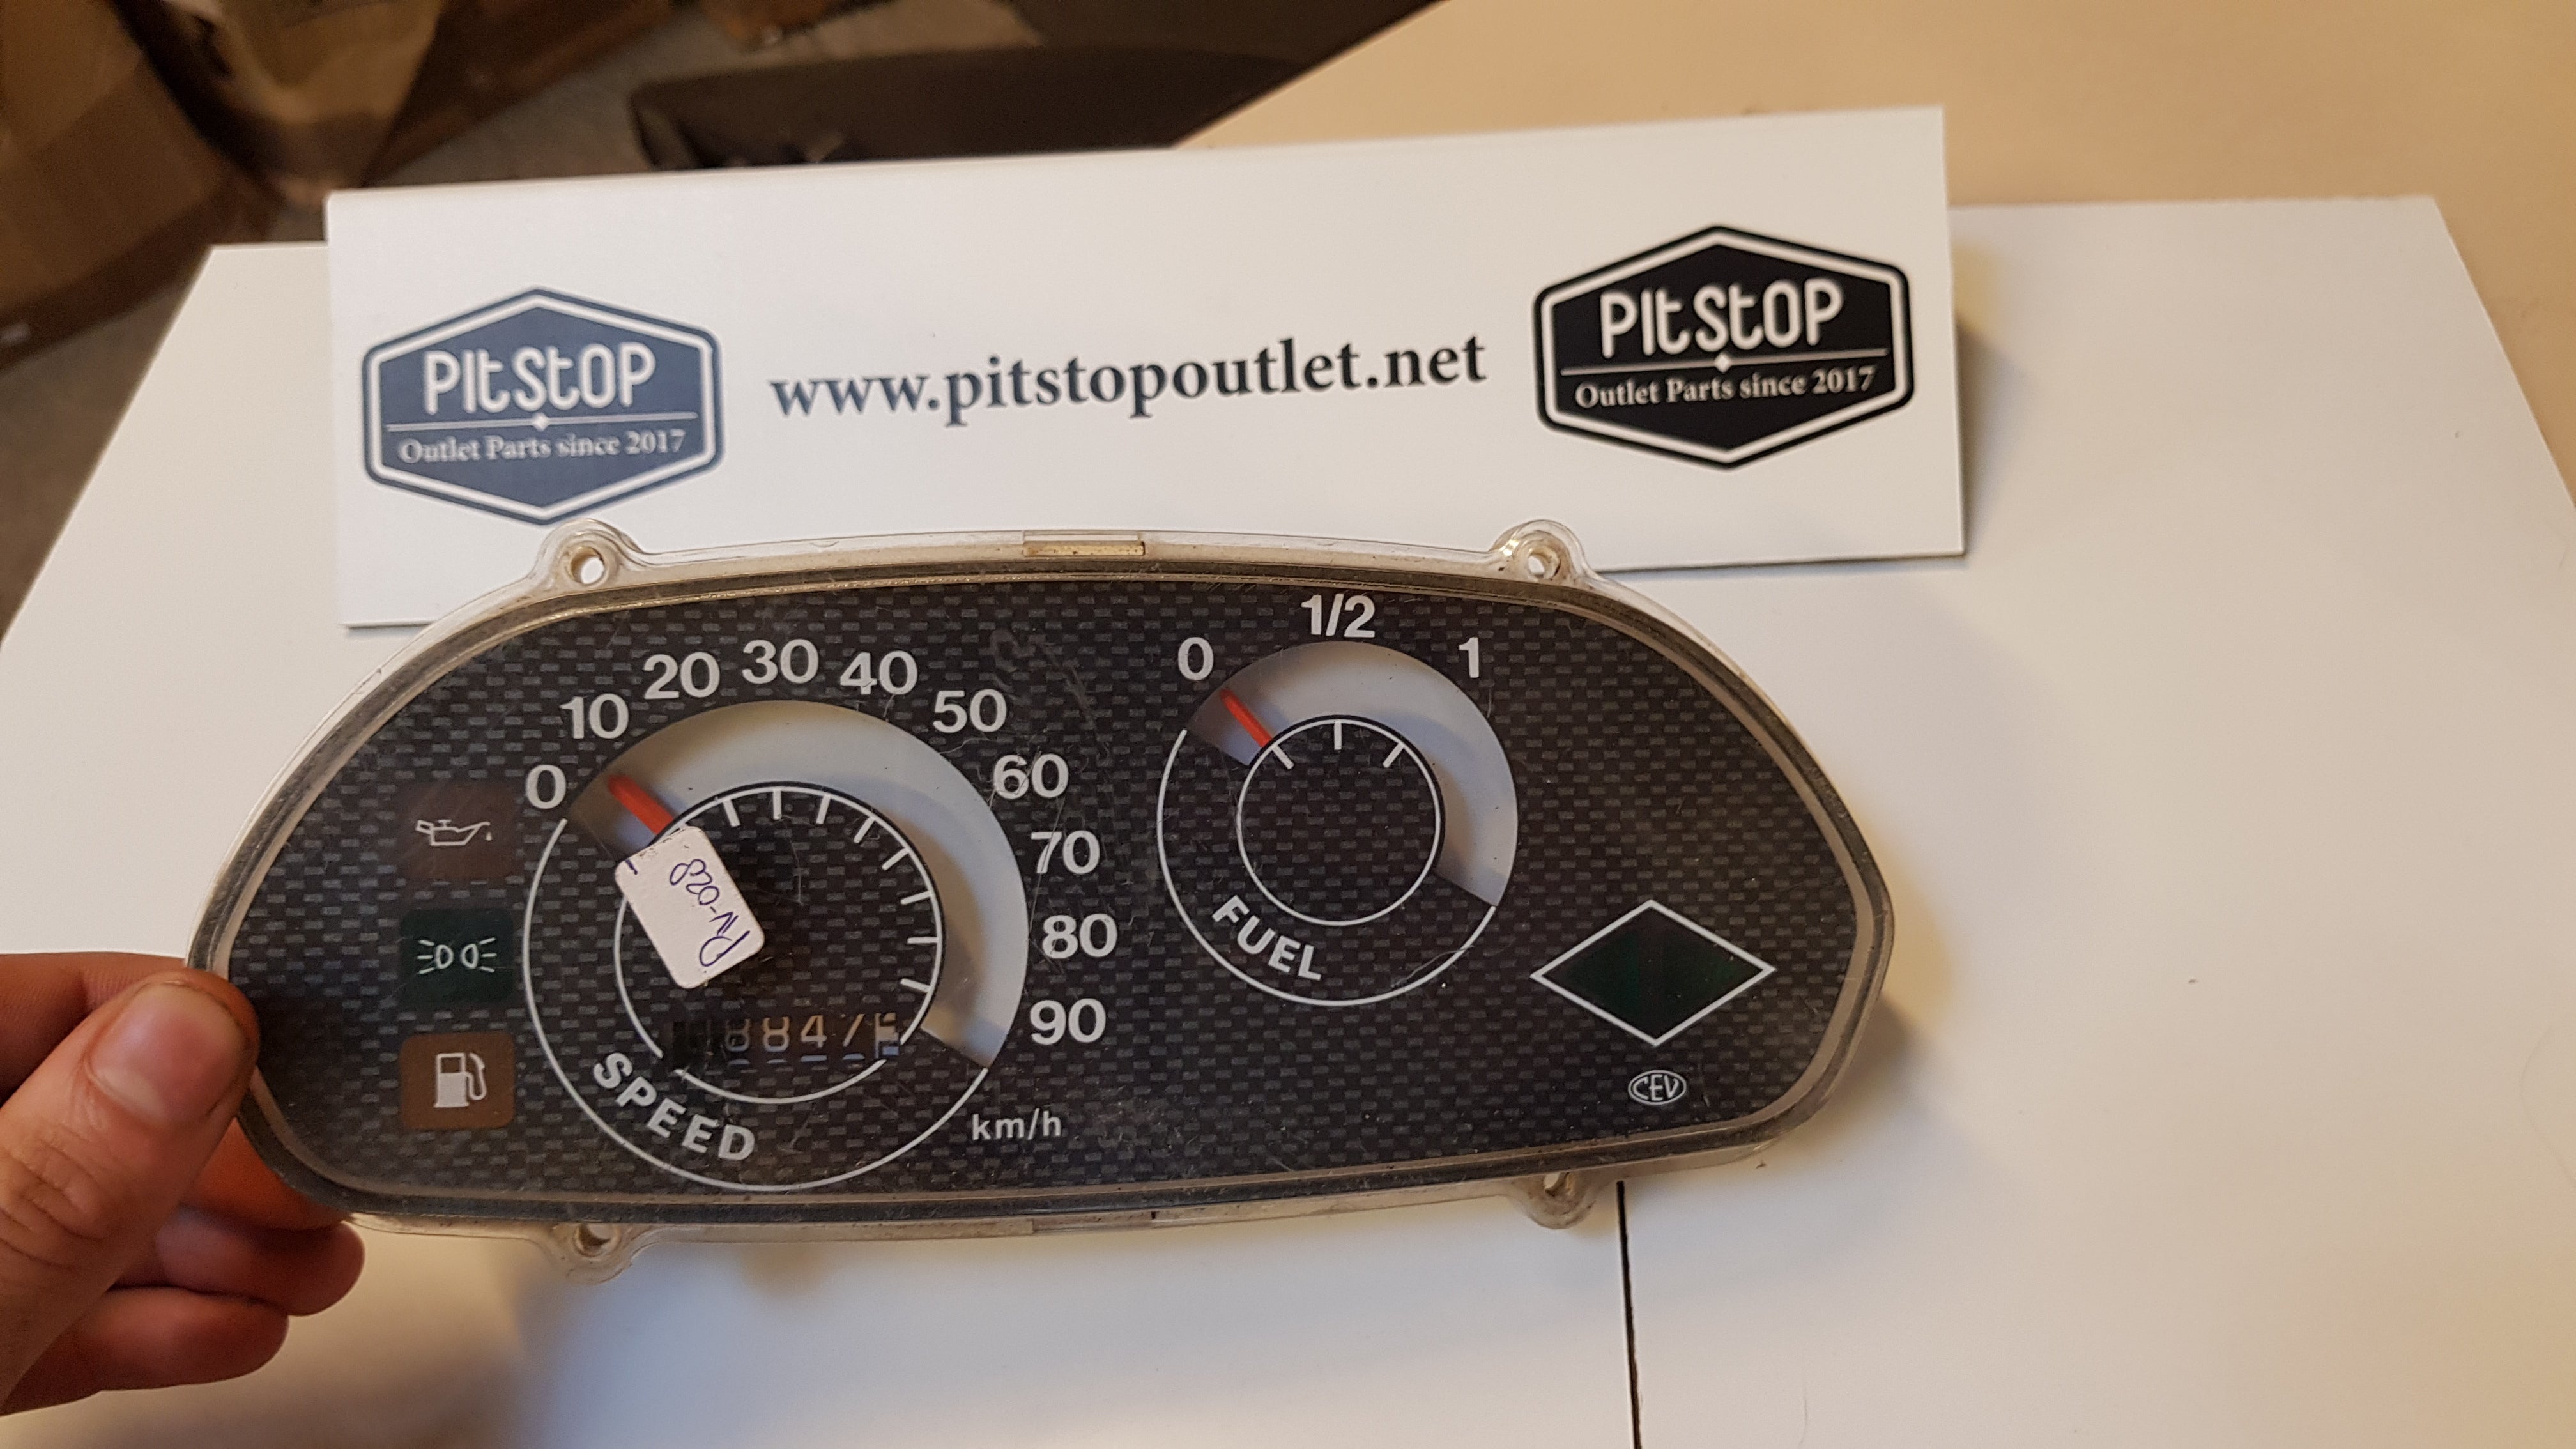 PItStOP
Outlet Parts since 2017
www.pitstopoutlet.net
PItStOP
Outlet Parts since 2017
0
10
20
30
40
50
60
70
80
90
SPEED
km/h
0
1/2
1
FUEL
CEV